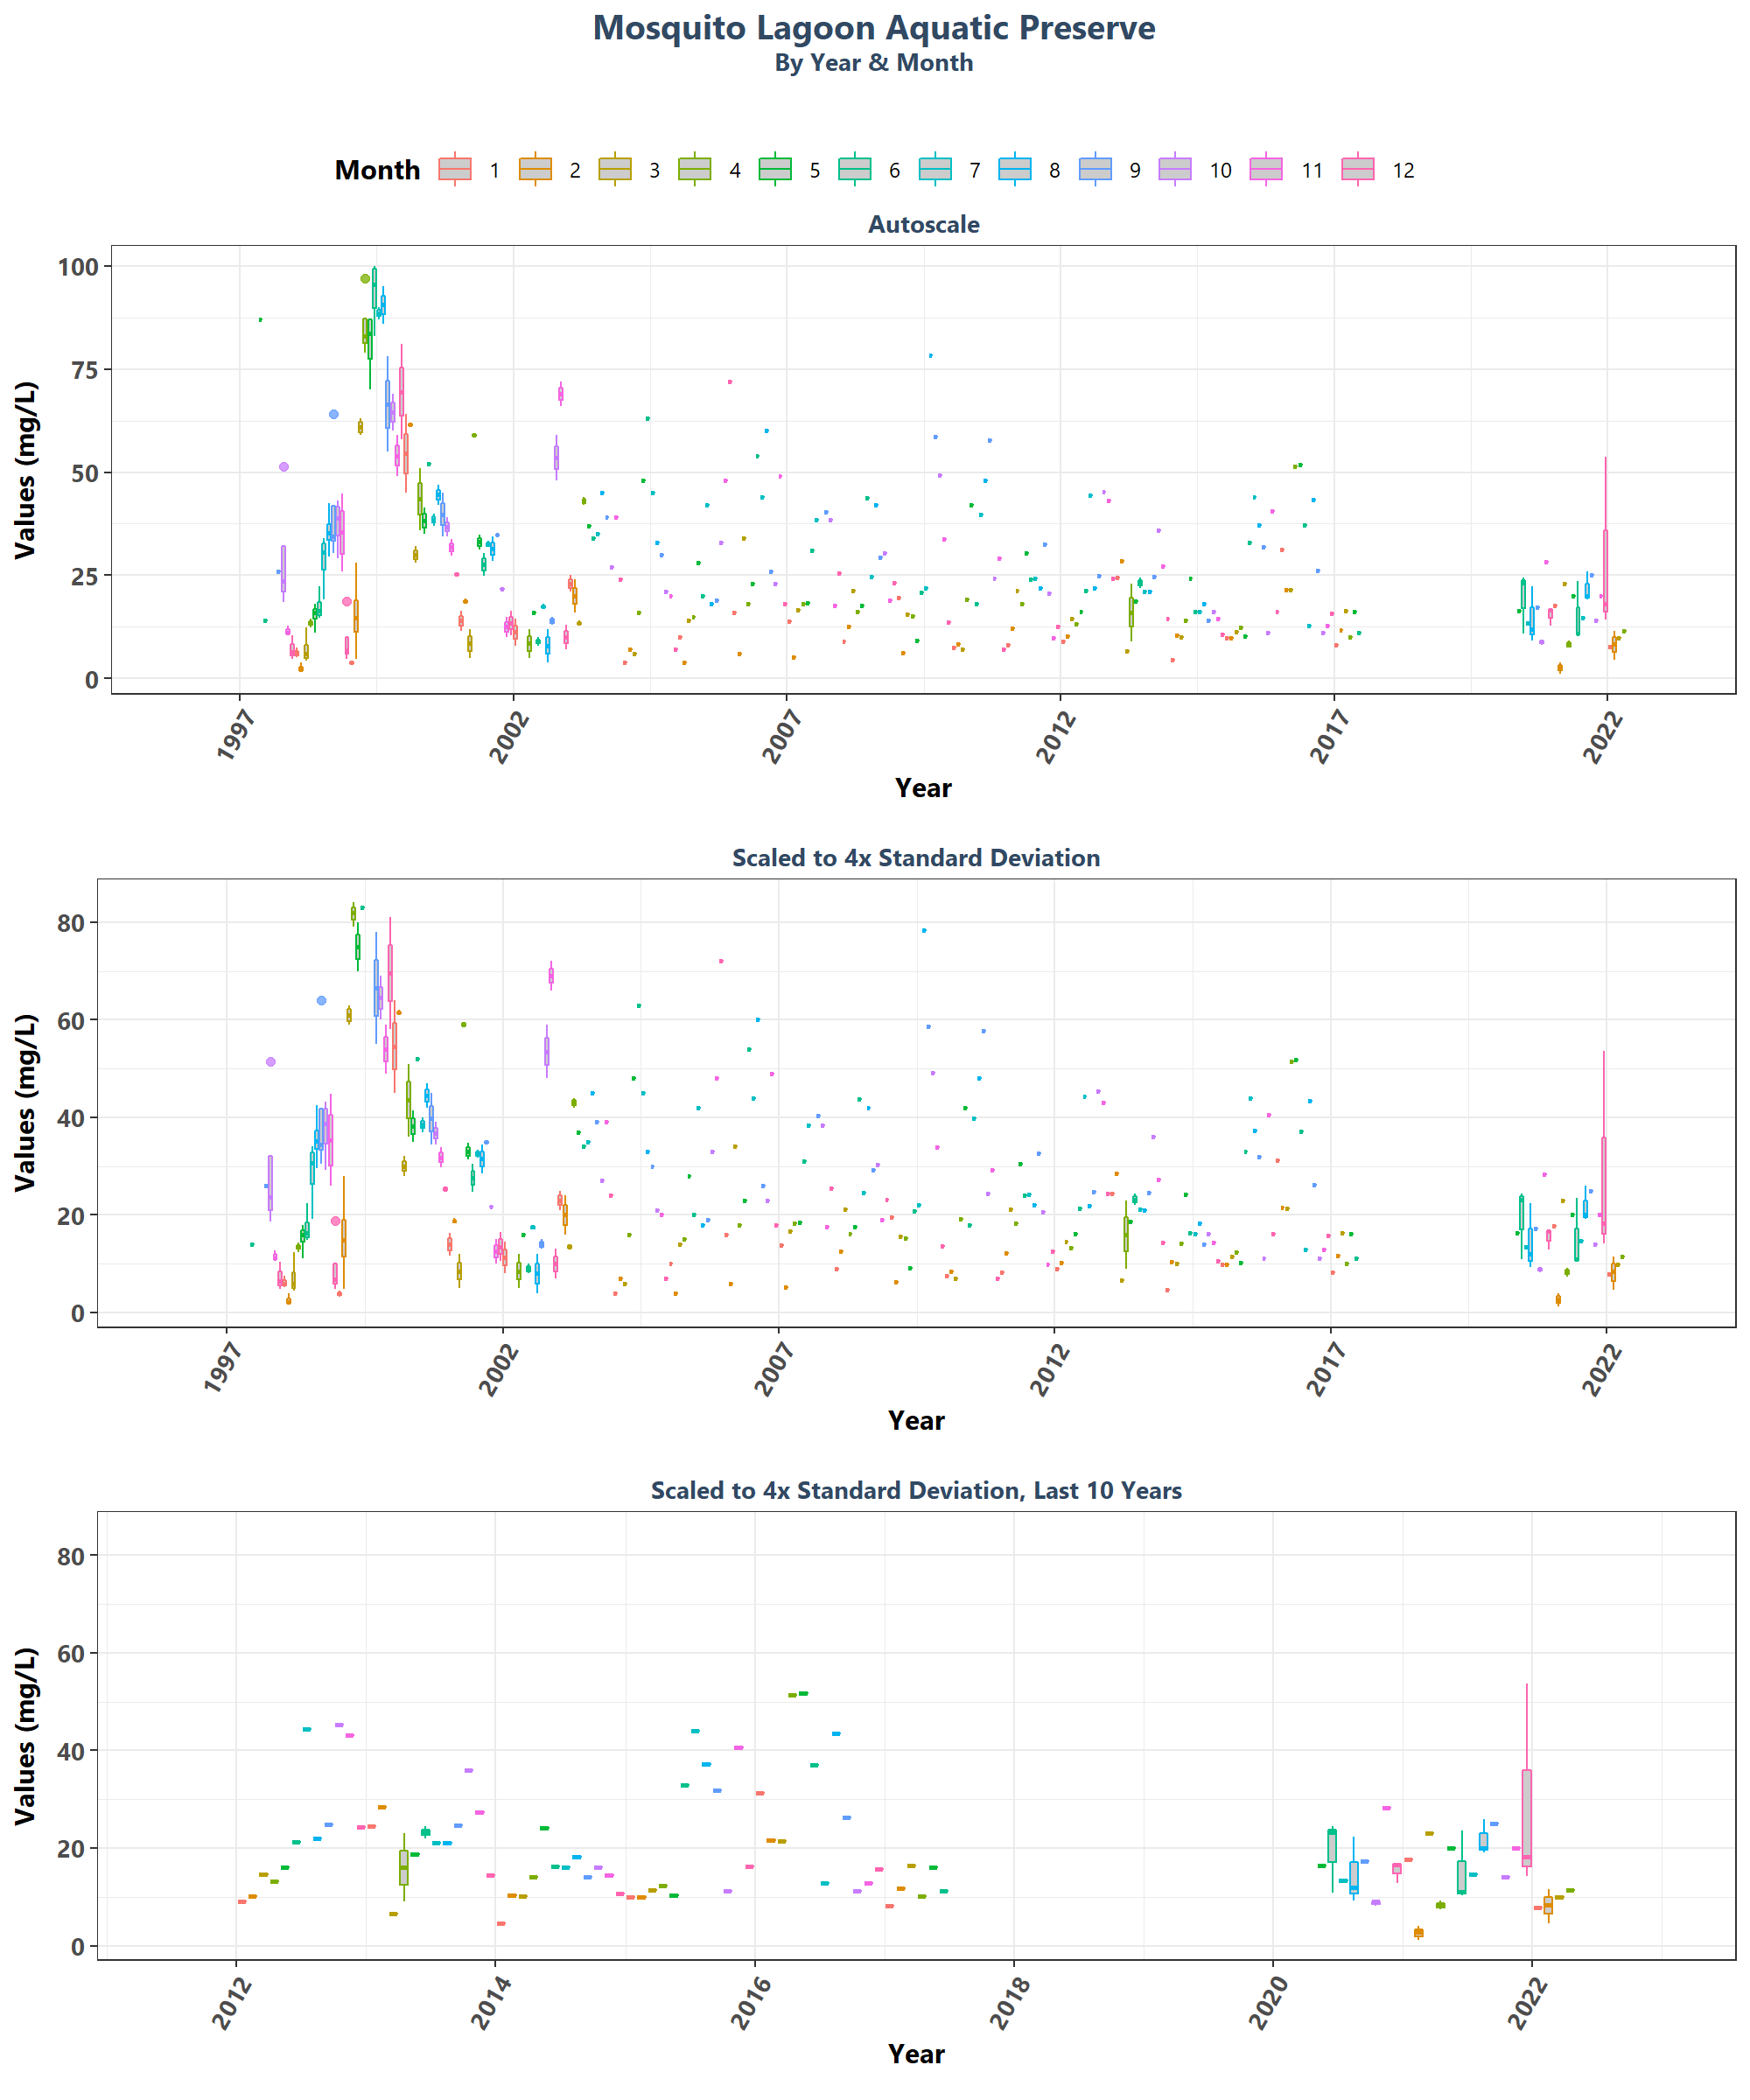 Mosquito Lagoon Aquatic Preserve
By Year & Month
Month 1 2 3 4 5 6 7 8 9 10 11 12
Autoscale
Values (mg/L)
100
75
50
25
0
1997 2002 2007 2012 2017 2022
Year
Scaled to 4x Standard Deviation
Values (mg/L)
80
60
40
20
0
1997 2002 2007 2012 2017 2022
Year
Scaled to 4x Standard Deviation, Last 10 Years
Values (mg/L)
80
60
40
20
0
2012 2014 2016 2018 2020 2022
Year